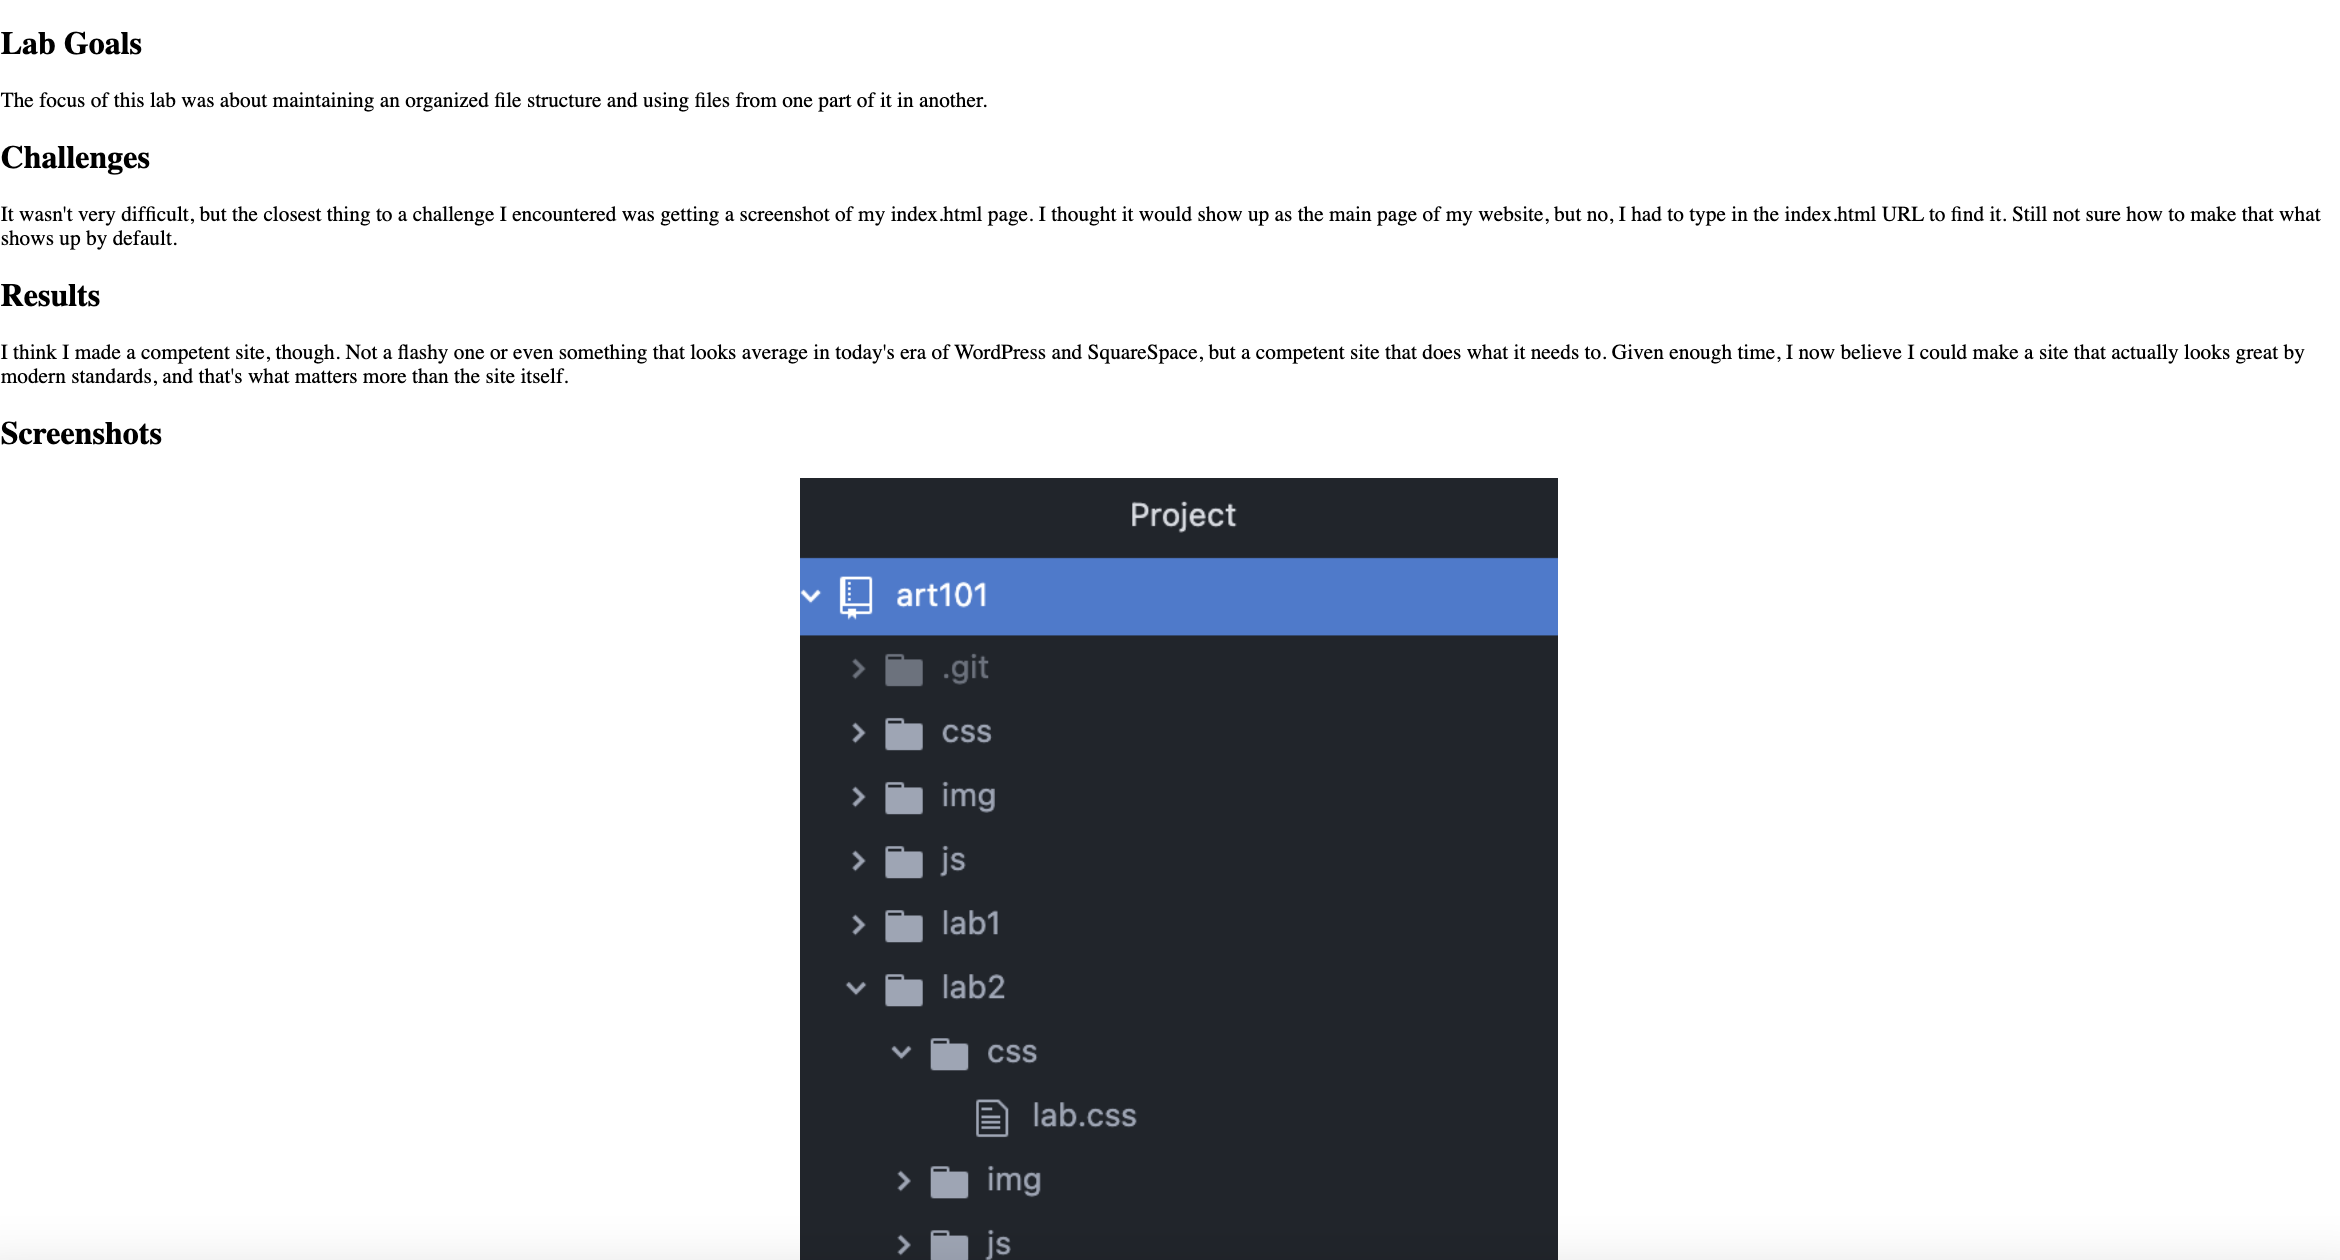 Lab Goals
The focus of this lab was about maintaining an organized file structure and using files from one part of it in another.
Challenges
It wasn't very difficult, but the closest thing to a challenge I encountered was getting a screenshot of my index.html page. I thought it would show up as the main page of my website, but no, I had to type in the index.html URL to find it. Still not sure how to make that what
shows up by default.
Results
I think I made a competent site, though. Not a flashy one or even something that looks average in today's era of WordPress and SquareSpace, but a competent site that does what it needs to. Given enough time, I now believe I could make a site that actually looks great by
modern standards, and that's what matters more than the site itself.
Screenshots
Project
art101
.git
css
img
js
lab1
lab2
css
lab.css
img
js